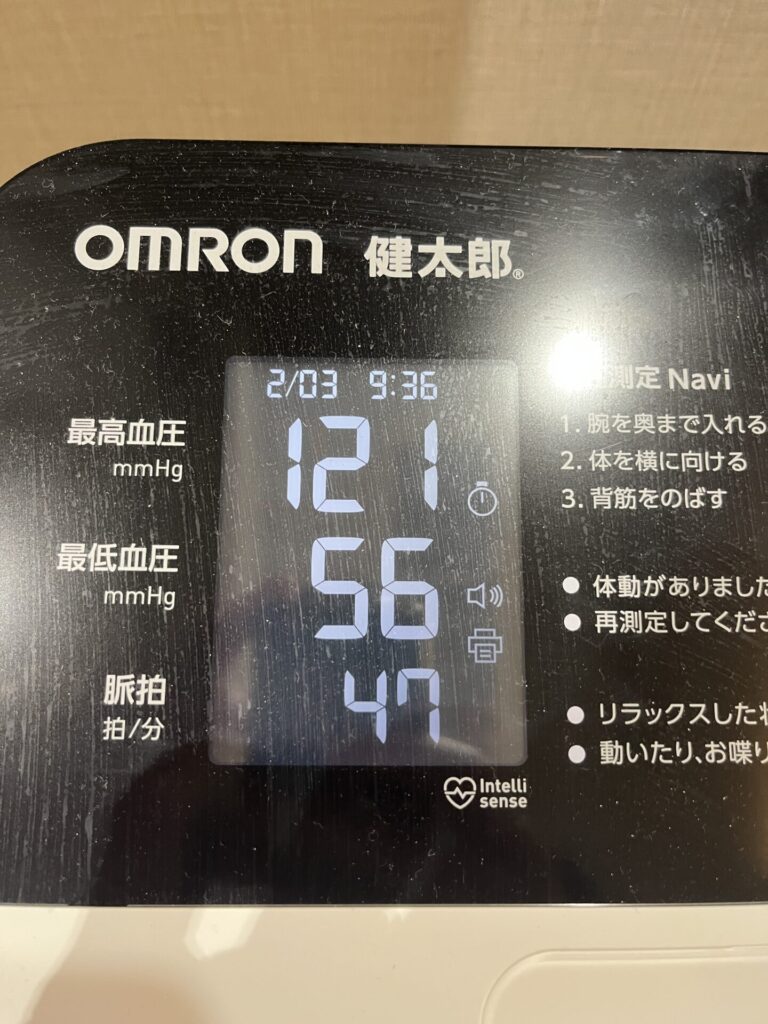 OMRON 健太郎®
2/03 9:36
最高血圧
mmHg
121
最低血圧
mmHg
56
脈拍
拍/分
47
Intelli
sense
測定 Navi
1. 腕を奥まで入れる
2. 体を横に向ける
3. 背筋をのばす
● 体動がありました
● 再測定してくださ
● リラックスした
● 動いたり、お喋り